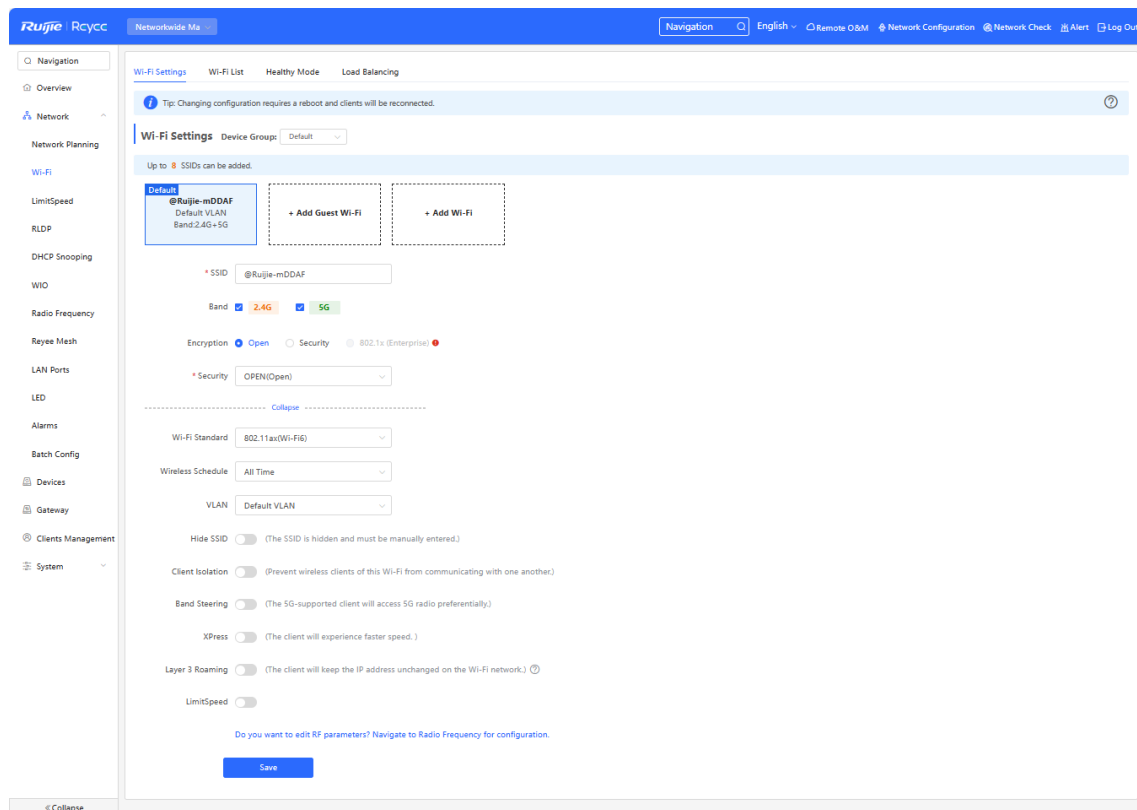 Ruijie | Rcycc
Networkwide Ma
Navigation
English
Remote O&M
Network Configuration
Network Check
Alert
Log Out
Navigation
Overview
Network
Network Planning
Wi-Fi
LimitSpeed
RLDP
DHCP Snooping
WIO
Radio Frequency
Reyee Mesh
LAN Ports
LED
Alarms
Batch Config
Devices
Gateway
Clients Management
System
« Collapse
Wi-Fi Settings Wi-Fi List Healthy Mode Load Balancing
Tip: Changing configuration requires a reboot and clients will be reconnected.
Wi-Fi Settings Device Group: Default
Up to 8 SSIDs can be added.
Default
@Ruijie-mDDAF
Default VLAN
Band:2.4G+5G
+ Add Guest Wi-Fi
+ Add Wi-Fi
* SSID @Ruijie-mDDAF
Band 2.4G 5G
Encryption Open Security 802.1x (Enterprise)
* Security OPEN(Open)
Collapse
Wi-Fi Standard 802.11ax(Wi-Fi6)
Wireless Schedule All Time
VLAN Default VLAN
Hide SSID (The SSID is hidden and must be manually entered.)
Client Isolation (Prevent wireless clients of this Wi-Fi from communicating with one another.)
Band Steering (The 5G-supported client will access 5G radio preferentially.)
XPress (The client will experience faster speed. )
Layer 3 Roaming (The client will keep the IP address unchanged on the Wi-Fi network.)
LimitSpeed
Do you want to edit RF parameters? Navigate to Radio Frequency for configuration.
Save